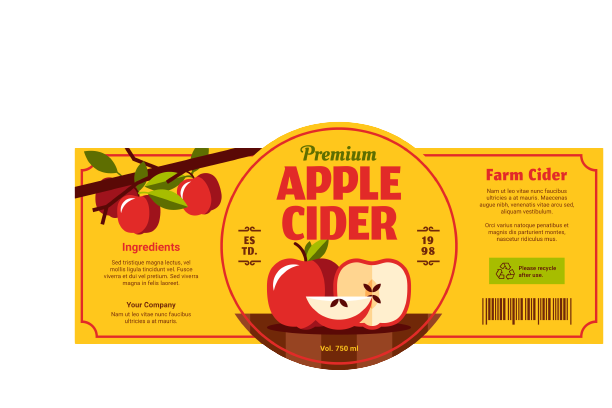 Premium
APPLE
CIDER
ES
TD.
19
98
Vol. 750 ml
Ingredients
Sed tristique magna lectus, vel
mollis ligula tincidunt vel. Fusce
viverra et dui vel pretium. Sed viverra
magna in felis laoreet.
Your Company
Nam ut leo vitae nunc faucibus
ultricies a at mauris.
Farm Cider
Nam ut leo vitae nunc faucibus
ultricies a at mauris. Maecenas
augue nibh, venenatis vitae arcu sed,
aliquam vestibulum.
Orci varius natoque penatibus et
magnis dis parturient montes,
nascetur ridiculus mus.
Please recycle
after use.